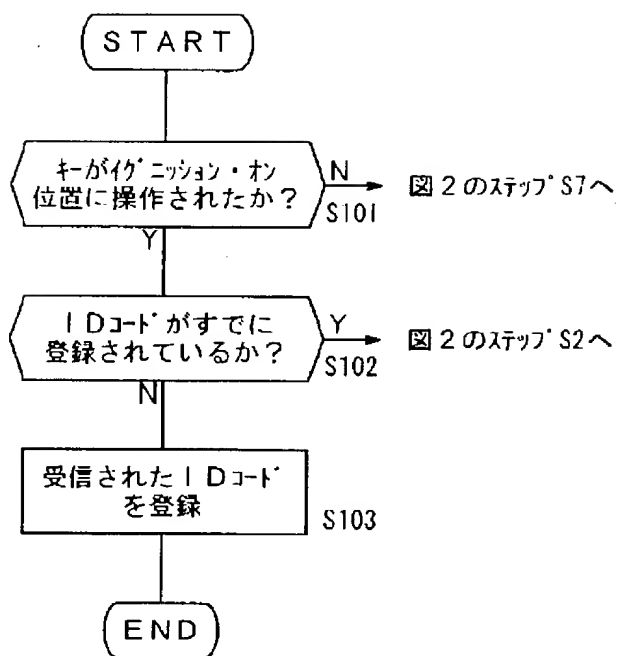 START
キーがイグニッション・オン
位置に操作されたか?
N
S101
図2のステップS7へ
Y
IDコードがすでに
登録されているか?
Y
S102
図2のステップS2へ
N
受信されたIDコード
を登録
S103
END